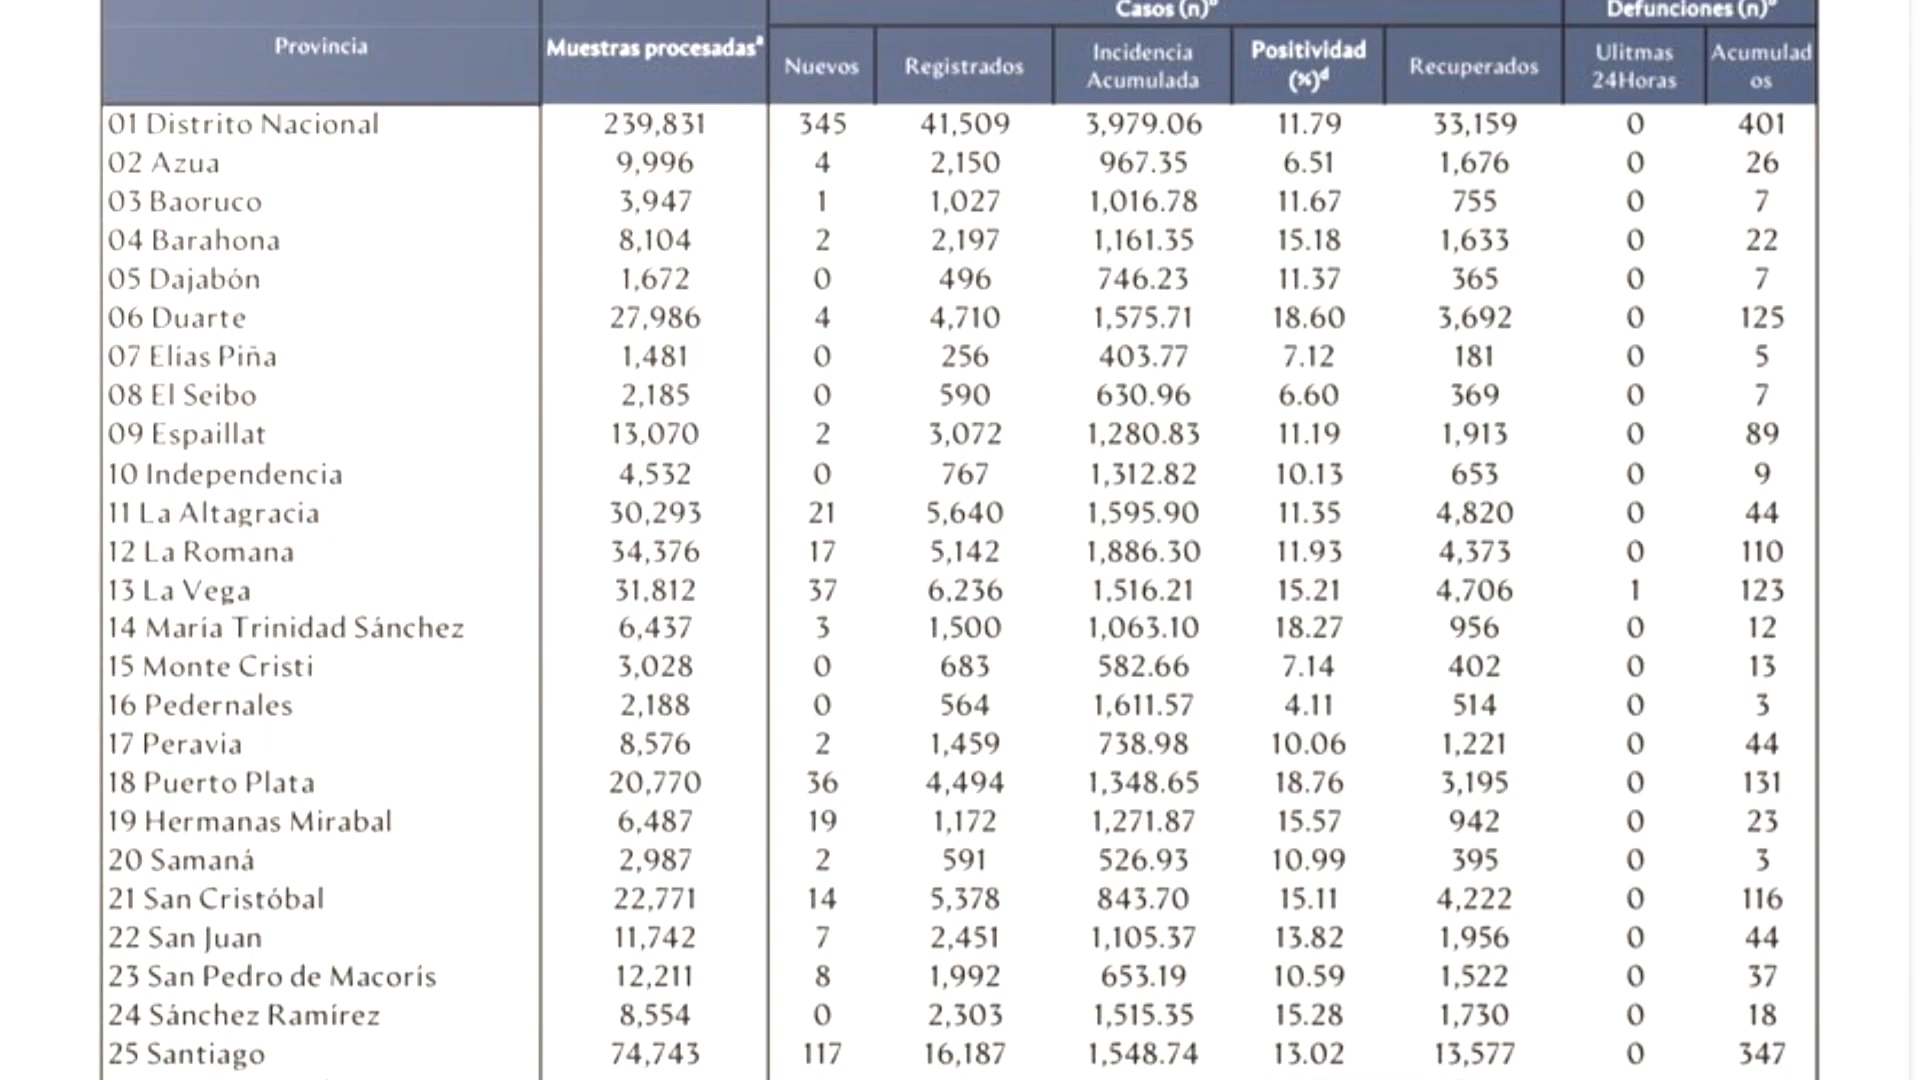 Casos (n)ᵇ Defunciones (n)ᵉ
Provincia Muestras procesadasª Nuevos Registrados Incidencia Acumulada Positividad (%)ᵈ Recuperados Ulitmas 24Horas Acumulados
01 Distrito Nacional 239,831 345 41,509 3,979.06 11.79 33,159 0 401
02 Azua 9,996 4 2,150 967.35 6.51 1,676 0 26
03 Baoruco 3,947 1 1,027 1,016.78 11.67 755 0 7
04 Barahona 8,104 2 2,197 1,161.35 15.18 1,633 0 22
05 Dajabón 1,672 0 496 746.23 11.37 365 0 7
06 Duarte 27,986 4 4,710 1,575.71 18.60 3,692 0 125
07 Elías Piña 1,481 0 256 403.77 7.12 181 0 5
08 El Seibo 2,185 0 590 630.96 6.60 369 0 7
09 Espaillat 13,070 2 3,072 1,280.83 11.19 1,913 0 89
10 Independencia 4,532 0 767 1,312.82 10.13 653 0 9
11 La Altagracia 30,293 21 5,640 1,595.90 11.35 4,820 0 44
12 La Romana 34,376 17 5,142 1,886.30 11.93 4,373 0 110
13 La Vega 31,812 37 6,236 1,516.21 15.21 4,706 1 123
14 María Trinidad Sánchez 6,437 3 1,500 1,063.10 18.27 956 0 12
15 Monte Cristi 3,028 0 683 582.66 7.14 402 0 13
16 Pedernales 2,188 0 564 1,611.57 4.11 514 0 3
17 Peravia 8,576 2 1,459 738.98 10.06 1,221 0 44
18 Puerto Plata 20,770 36 4,494 1,348.65 18.76 3,195 0 131
19 Hermanas Mirabal 6,487 19 1,172 1,271.87 15.57 942 0 23
20 Samaná 2,987 2 591 526.93 10.99 395 0 3
21 San Cristóbal 22,771 14 5,378 843.70 15.11 4,222 0 116
22 San Juan 11,742 7 2,451 1,105.37 13.82 1,956 0 44
23 San Pedro de Macorís 12,211 8 1,992 653.19 10.59 1,522 0 37
24 Sánchez Ramírez 8,554 0 2,303 1,515.35 15.28 1,730 0 18
25 Santiago 74,743 117 16,187 1,548.74 13.02 13,577 0 347